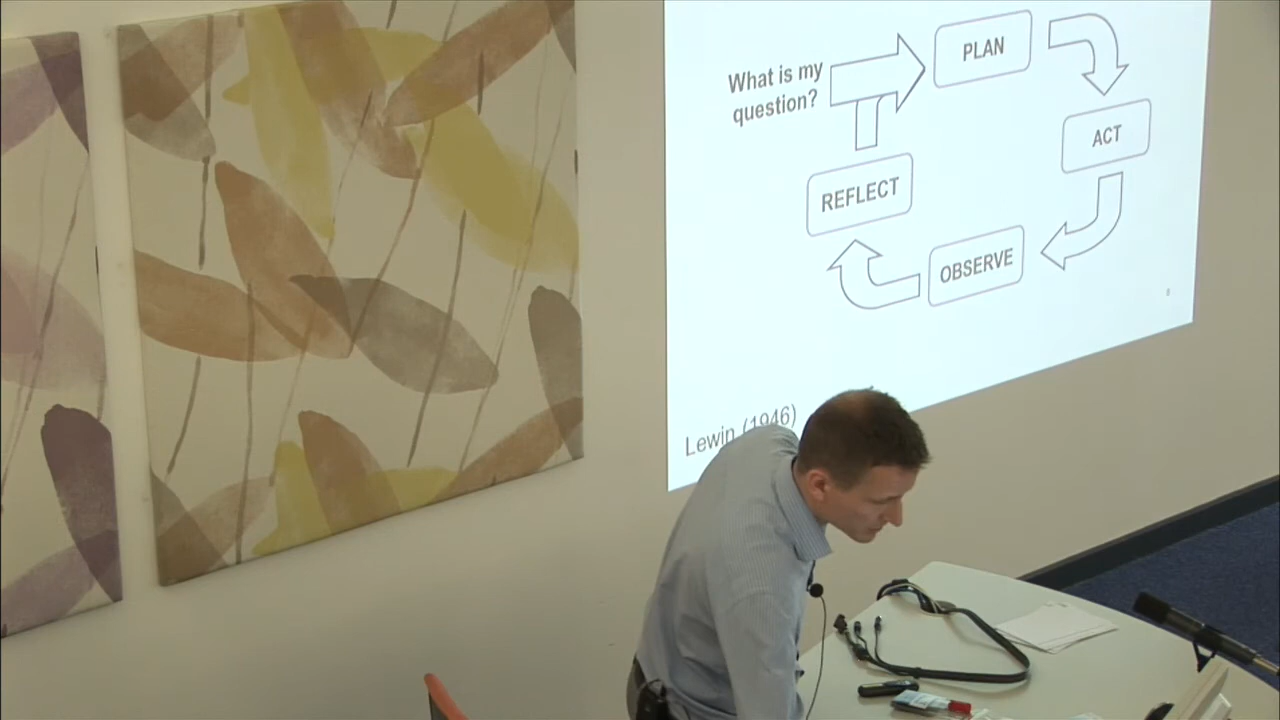 What is my
question?
PLAN
ACT
OBSERVE
REFLECT
Lewin (1946)